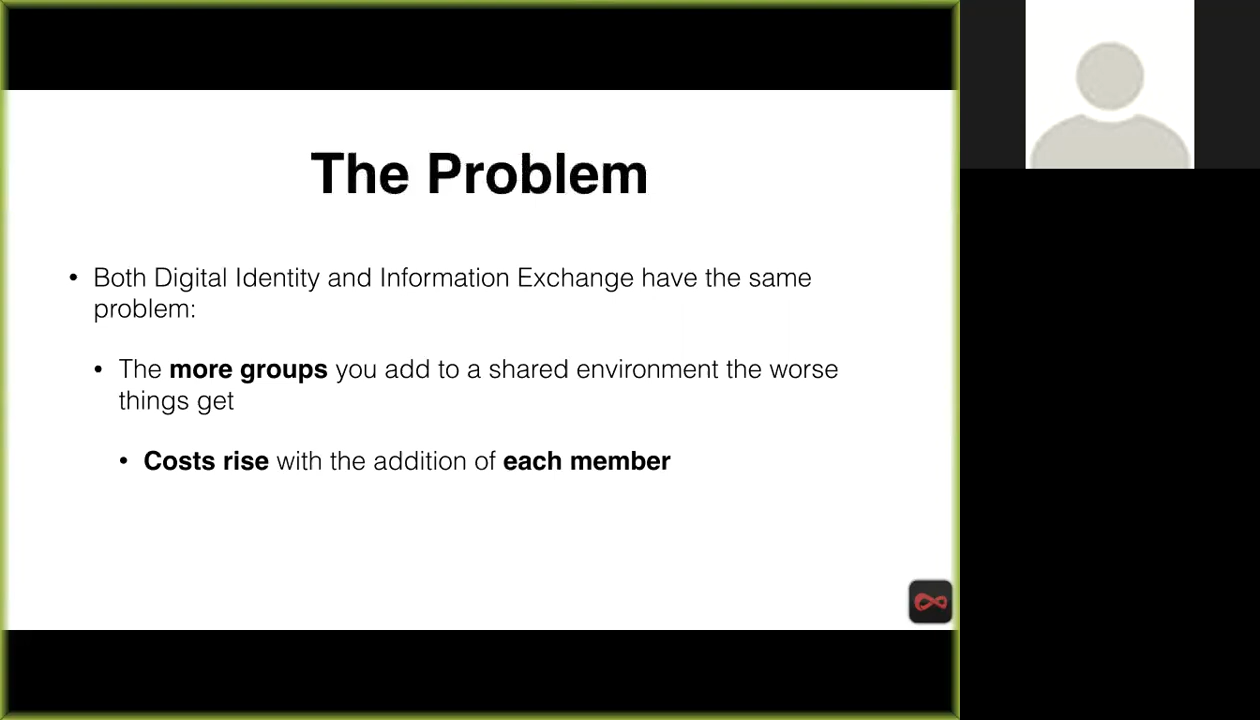 The Problem
• Both Digital Identity and Information Exchange have the same
problem:
• The more groups you add to a shared environment the worse
things get
• Costs rise with the addition of each member